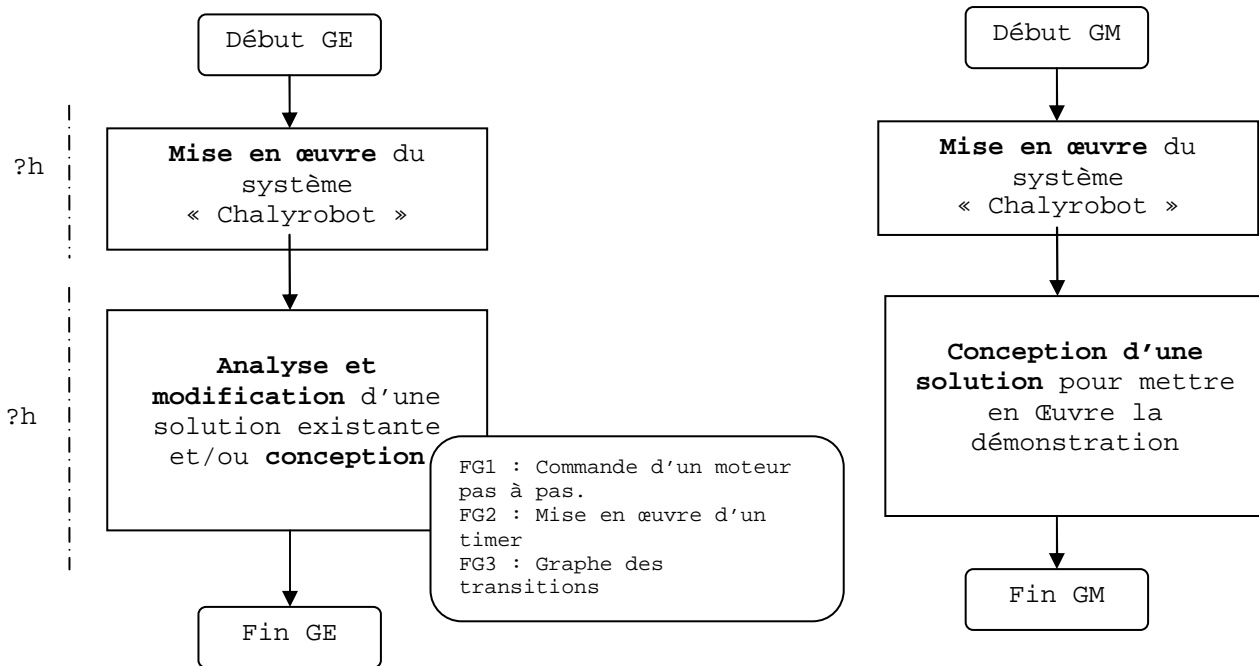 Début GE
?h
Mise en œuvre du
système
« Chalyrobot »
?h
Analyse et
modification d'une
solution existante
et/ou conception
FG1 : Commande d'un moteur
pas à pas.
FG2 : Mise en œuvre d'un
timer
FG3 : Graphe des
transitions
Fin GE
Début GM
Mise en œuvre du
système
« Chalyrobot »
Conception d'une
solution pour mettre
en Œuvre la
démonstration
Fin GM